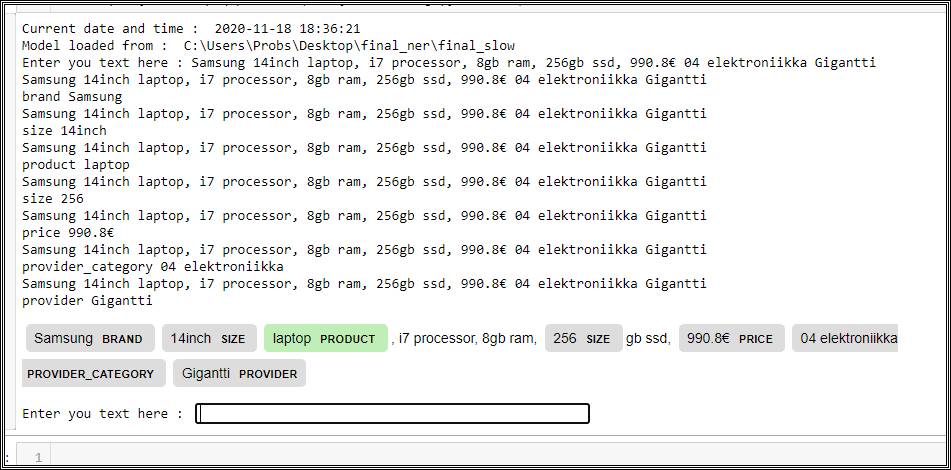 Current date and time :  2020-11-18 18:36:21
Model loaded from :  C:\Users\Probs\Desktop\final_ner\final_slow
Enter you text here : Samsung 14inch laptop, i7 processor, 8gb ram, 256gb ssd, 990.8€ 04 elektroniikka Gigantti
Samsung 14inch laptop, i7 processor, 8gb ram, 256gb ssd, 990.8€ 04 elektroniikka Gigantti
brand Samsung
Samsung 14inch laptop, i7 processor, 8gb ram, 256gb ssd, 990.8€ 04 elektroniikka Gigantti
size 14inch
Samsung 14inch laptop, i7 processor, 8gb ram, 256gb ssd, 990.8€ 04 elektroniikka Gigantti
product laptop
Samsung 14inch laptop, i7 processor, 8gb ram, 256gb ssd, 990.8€ 04 elektroniikka Gigantti
size 256
Samsung 14inch laptop, i7 processor, 8gb ram, 256gb ssd, 990.8€ 04 elektroniikka Gigantti
price 990.8€
Samsung 14inch laptop, i7 processor, 8gb ram, 256gb ssd, 990.8€ 04 elektroniikka Gigantti
provider_category 04 elektroniikka
Samsung 14inch laptop, i7 processor, 8gb ram, 256gb ssd, 990.8€ 04 elektroniikka Gigantti
provider Gigantti
Samsung BRAND 14inch SIZE laptop PRODUCT , i7 processor, 8gb ram, 256 SIZE gb ssd, 990.8€ PRICE 04 elektroniikka
PROVIDER_CATEGORY Gigantti PROVIDER
Enter you text here :
: 1